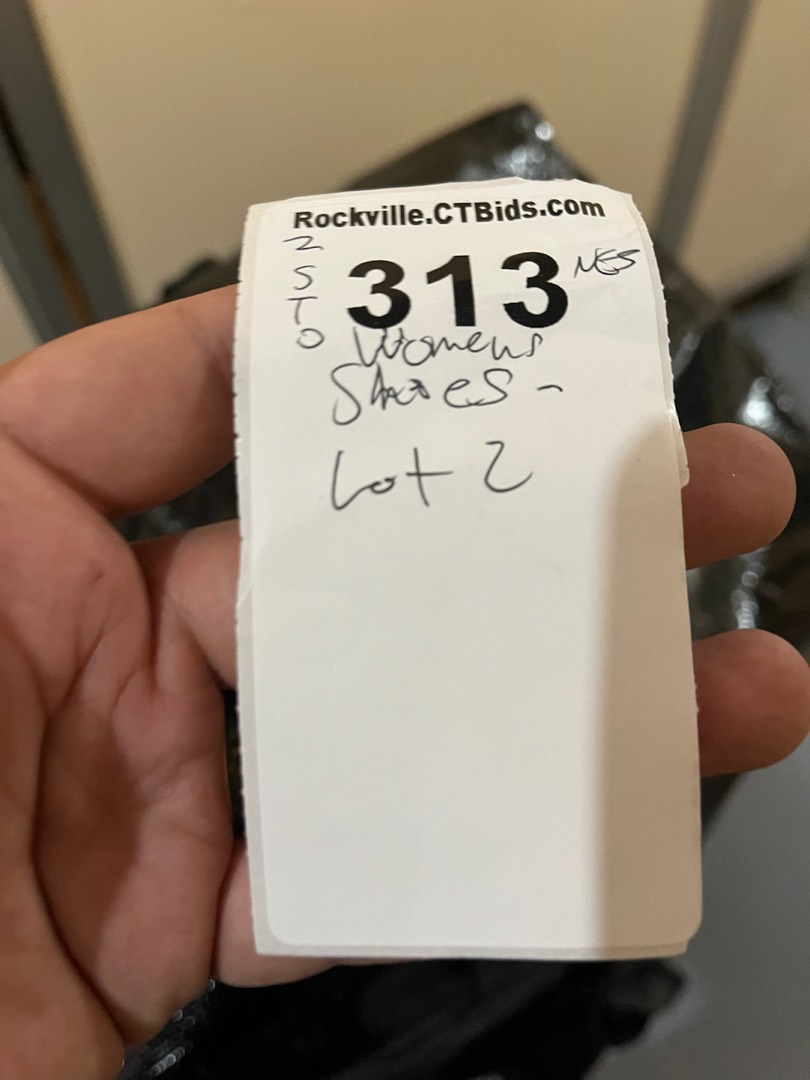 Rockville.CTBids.com
2
S
T
O
313
NES
Womens
Shoes -
Lot 2